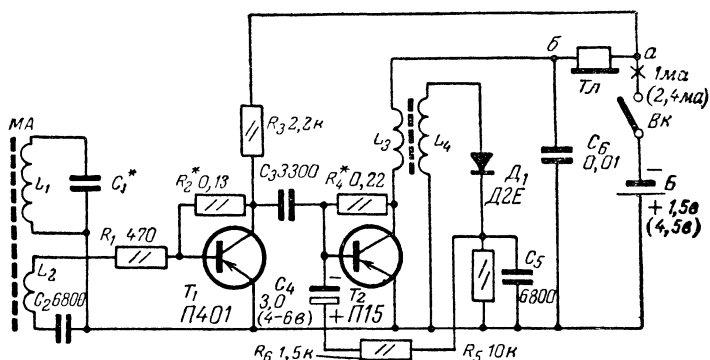 б
а
Тл
1ма
(2,4ма)
Вк
МА
R3 2,2к
L3
L4
C6
0,01
Б
1,5в
(4,5в)
L1
C1*
R2* 0,13
C3 3300
R4* 0,22
Д1
Д2Е
R1 470
L2
C2 6800
T1
П401
C4
3,0
(4-6в)
T2
П15
C5
6800
R6 1,5к
R5 10к